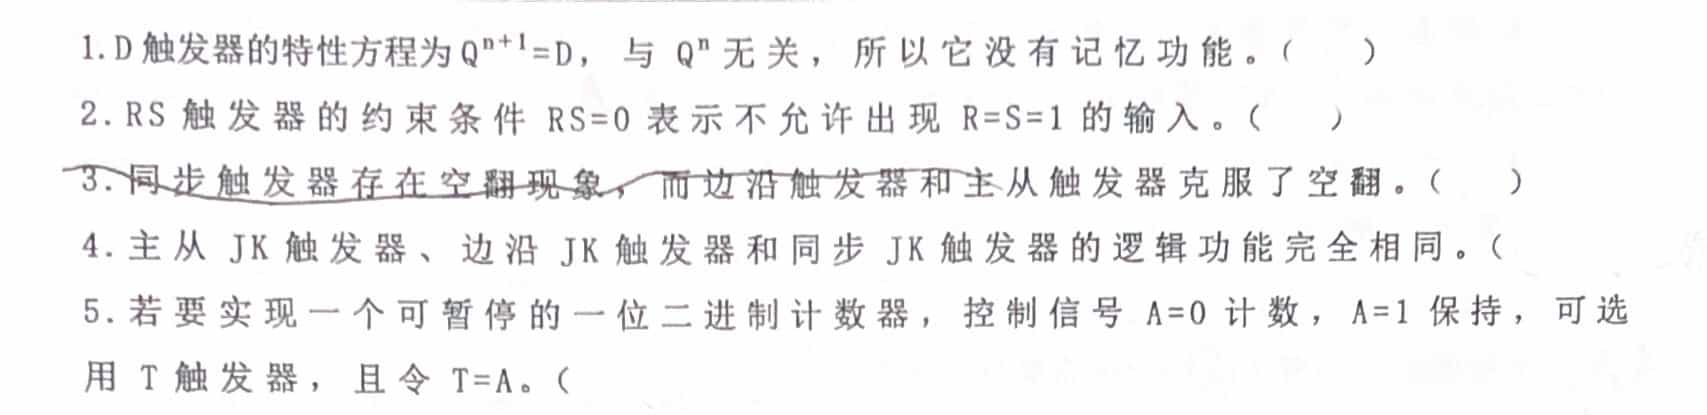 1.D触发器的特性方程为Qⁿ⁺¹=D，与Qⁿ无关，所以它没有记忆功能。（ ）
2.RS触发器的约束条件RS=0表示不允许出现R=S=1的输入。（ ）
3.同步触发器存在空翻现象，而边沿触发器和主从触发器克服了空翻。（ ）
4.主从JK触发器、边沿JK触发器和同步JK触发器的逻辑功能完全相同。（
5.若要实现一个可暂停的一位二进制计数器，控制信号A=0计数，A=1保持，可选
用T触发器，且令T=A。（